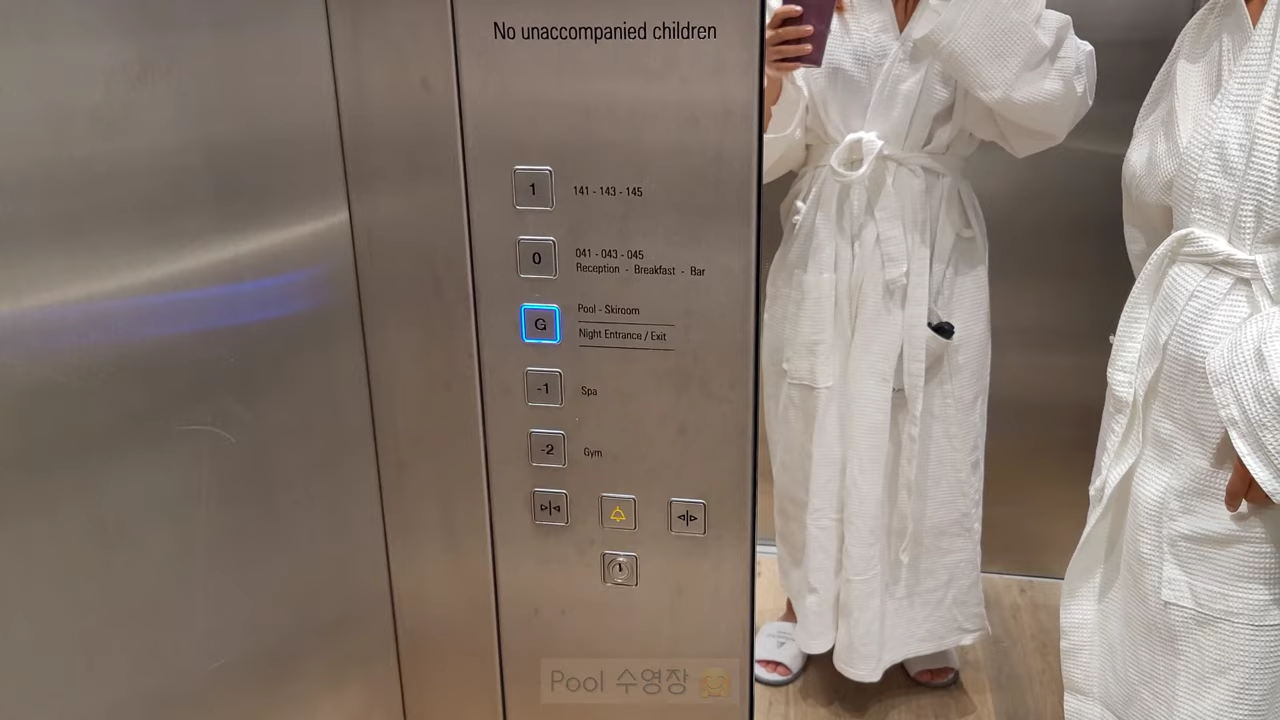 No unaccompanied children
1 141 - 143 - 145
0 041 - 043 - 045
Reception - Breakfast - Bar
G Pool - Skiroom
Night Entrance / Exit
-1 Spa
-2 Gym
Pool 수영장